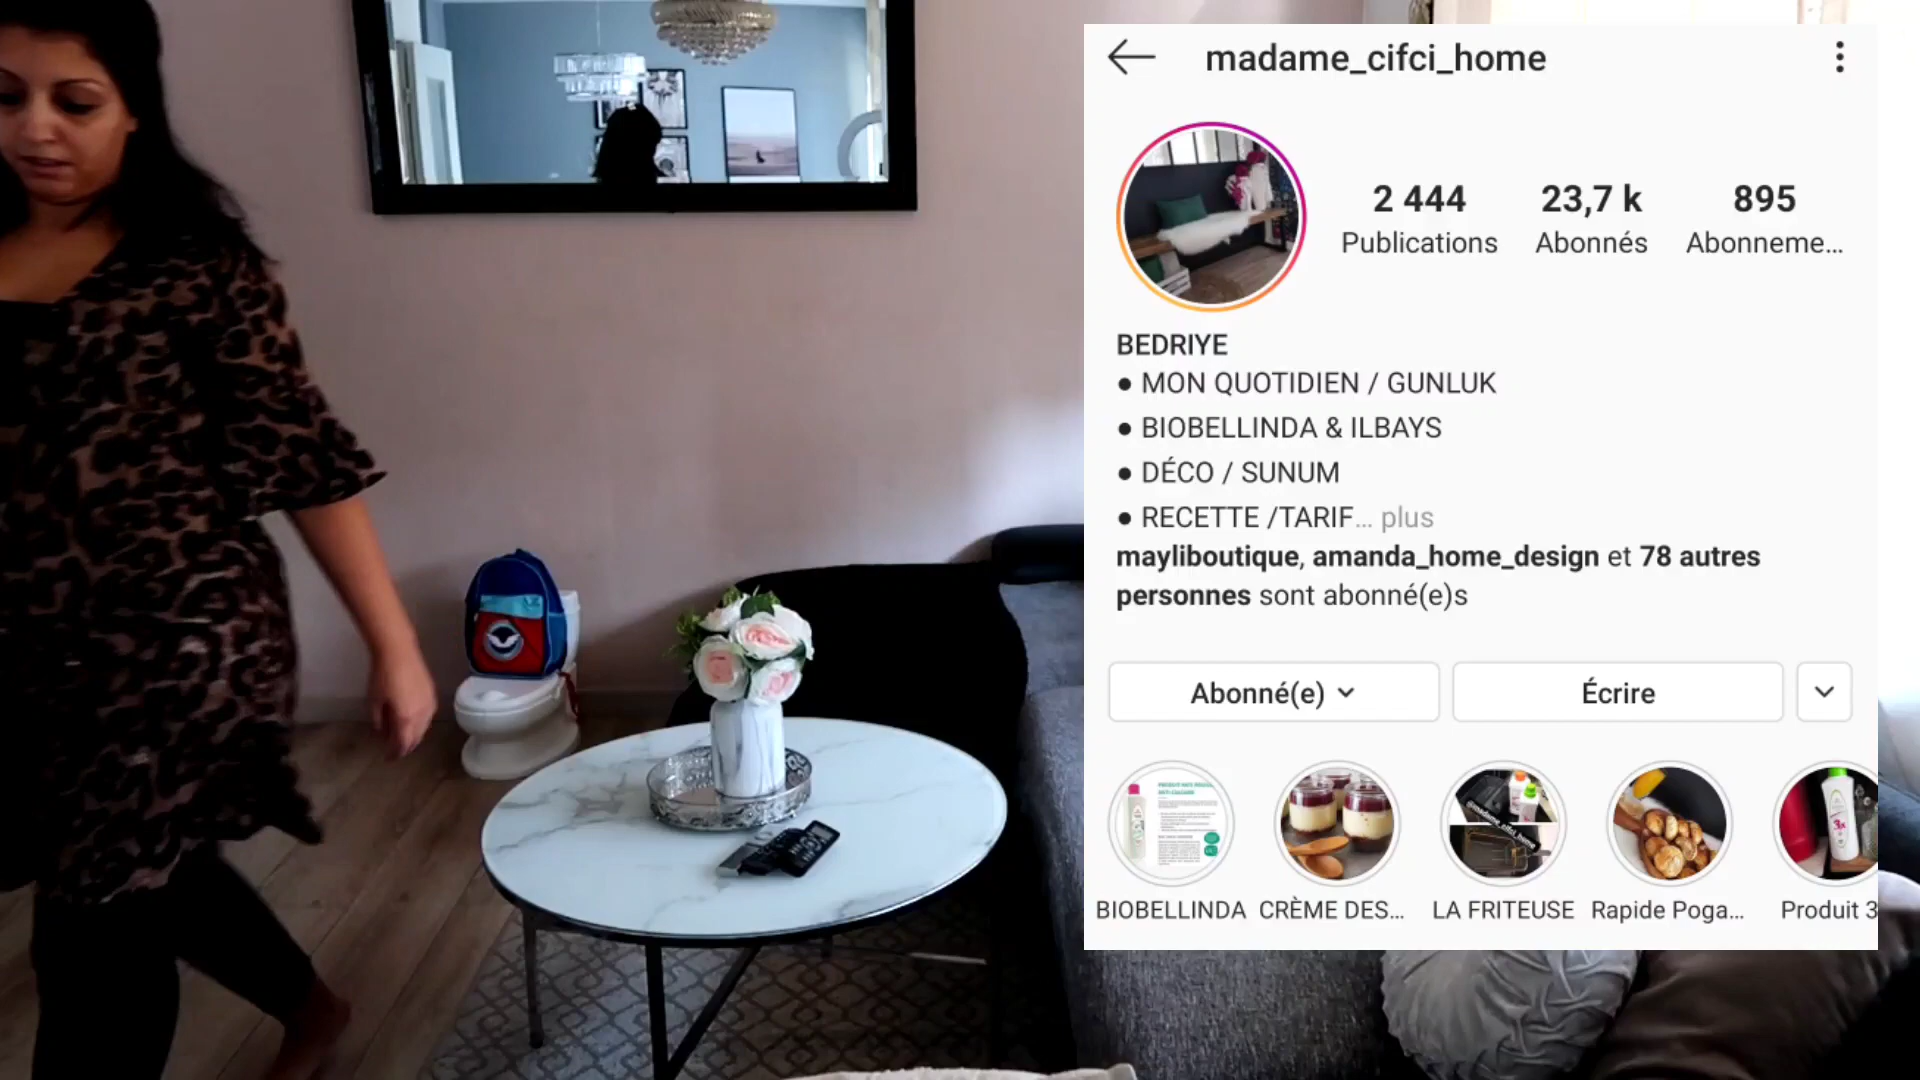 madame_cifci_home
2 444
23,7 k
895
Publications
Abonnés
Abonneme...
BEDRIYE
● MON QUOTIDIEN / GUNLUK
● BIOBELLINDA & ILBAYS
● DÉCO / SUNUM
● RECETTE /TARIF... plus
mayliboutique, amanda_home_design et 78 autres
personnes sont abonné(e)s
Abonné(e)
Écrire
BIOBELLINDA
CRÈME DES...
LA FRITEUSE
Rapide Poga...
Produit 3